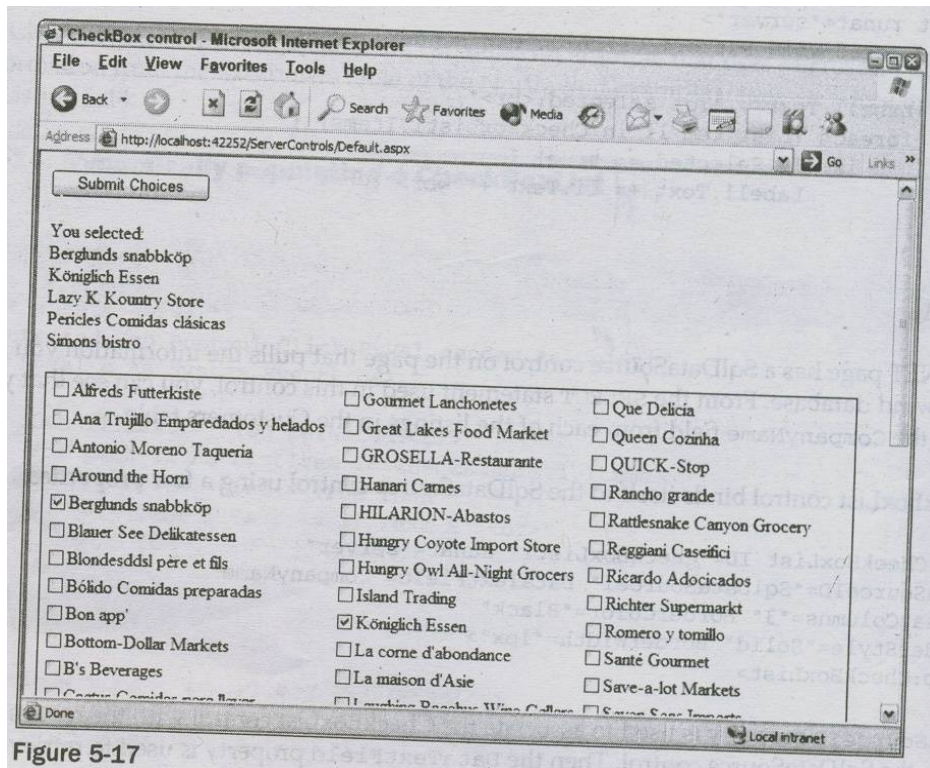 CheckBox control - Microsoft Internet Explorer
File Edit View Favorites Tools Help
Back Search Favorites Media
Address http://localhost:42252/ServerControls/Default.aspx Go Links »
Submit Choices
You selected:
Berglunds snabbköp
Königlich Essen
Lazy K Kountry Store
Pericles Comidas clásicas
Simons bistro
Alfreds Futterkiste
Ana Trujillo Emparedados y helados
Antonio Moreno Taqueria
Around the Horn
Berglunds snabbköp
Blauer See Delikatessen
Blondesddsl père et fils
Bólido Comidas preparadas
Bon app'
Bottom-Dollar Markets
B's Beverages
Gourmet Lanchonetes
Great Lakes Food Market
GROSELLA-Restaurante
Hanari Carnes
HILARION-Abastos
Hungry Coyote Import Store
Hungry Owl All-Night Grocers
Island Trading
Königlich Essen
La corne d'abondance
La maison d'Asie
Que Delicia
Queen Cozinha
QUICK-Stop
Rancho grande
Rattlesnake Canyon Grocery
Reggiani Caseifici
Ricardo Adocicados
Richter Supermarkt
Romero y tomillo
Santé Gourmet
Save-a-lot Markets
Done Local intranet
Figure 5-17